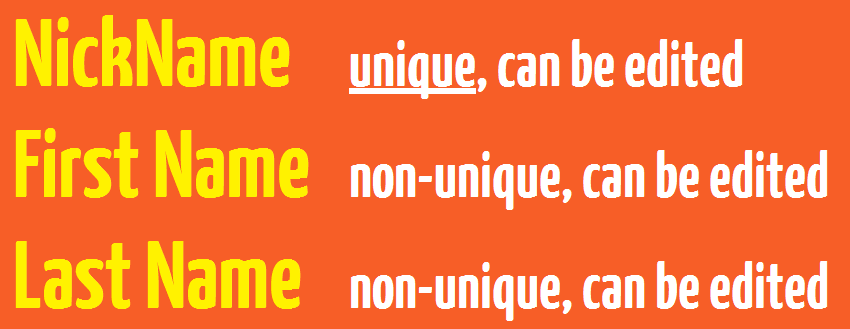 NickName unique, can be edited
First Name non-unique, can be edited
Last Name non-unique, can be edited